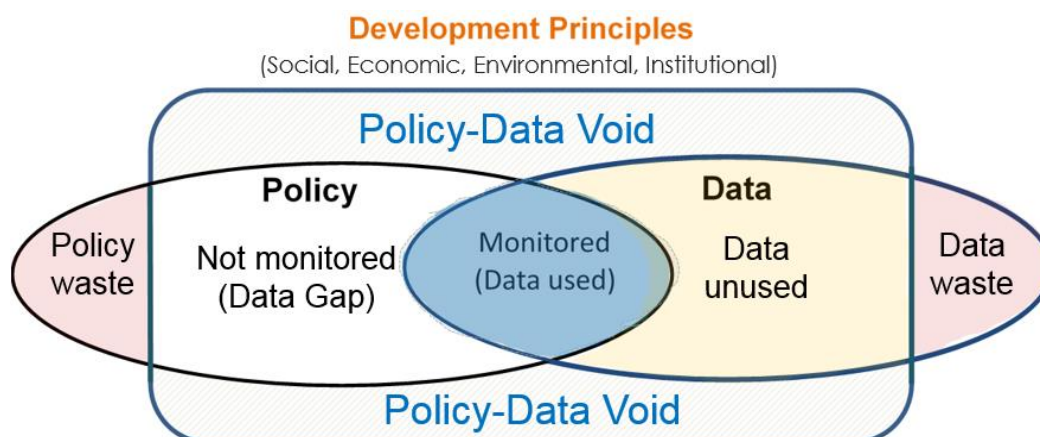 Development Principles
(Social, Economic, Environmental, Institutional)
Policy-Data Void
Policy
Data
Policy
waste
Not monitored
(Data Gap)
Monitored
(Data used)
Data
unused
Data
waste
Policy-Data Void